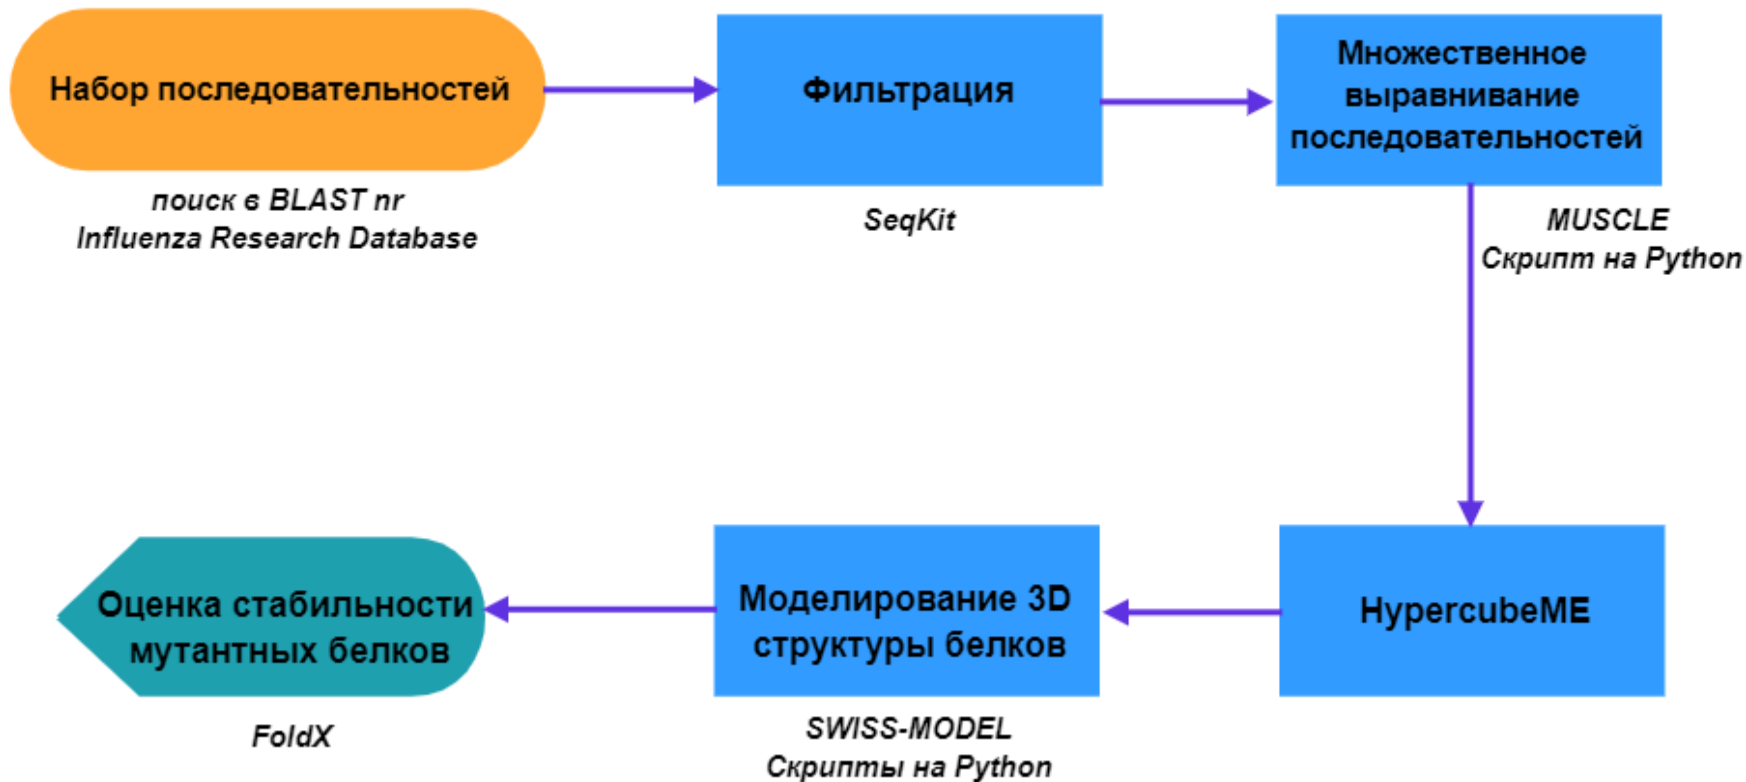 Набор последовательностей
поиск в BLAST nr
Influenza Research Database
Фильтрация
SeqKit
Множественное
выравнивание
последовательностей
MUSCLE
Скрипт на Python
HypercubeME
Моделирование 3D
структуры белков
SWISS-MODEL
Скрипты на Python
Оценка стабильности
мутантных белков
FoldX